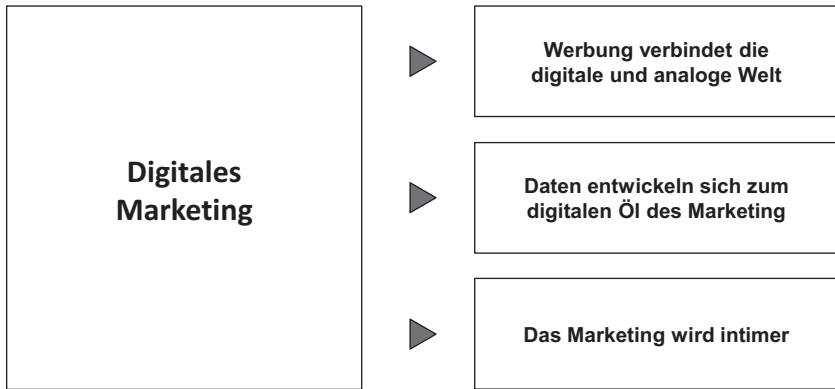 Digitales
Marketing
Werbung verbindet die
digitale und analoge Welt
Daten entwickeln sich zum
digitalen Öl des Marketing
Das Marketing wird intimer